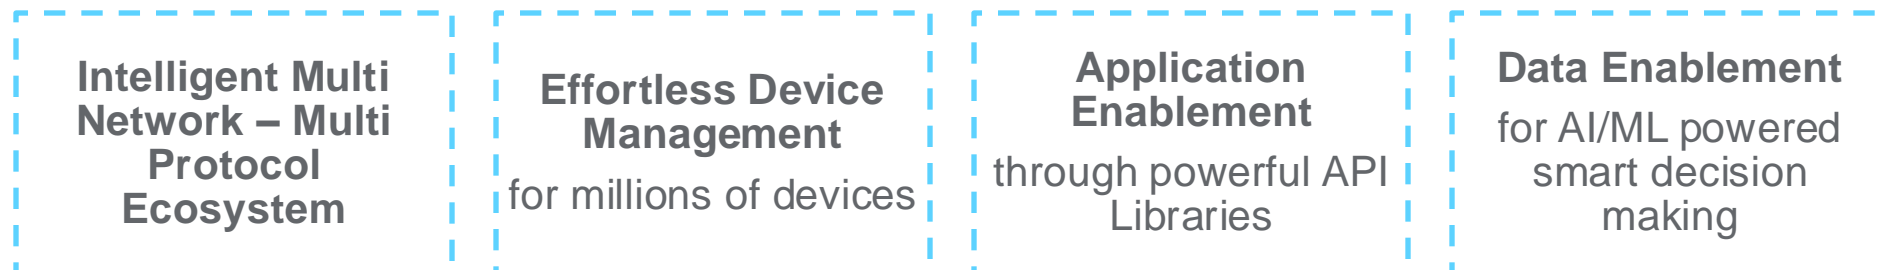 Intelligent Multi
Network – Multi
Protocol
Ecosystem
Effortless Device
Management
for millions of devices
Application
Enablement
through powerful API
Libraries
Data Enablement
for AI/ML powered
smart decision
making